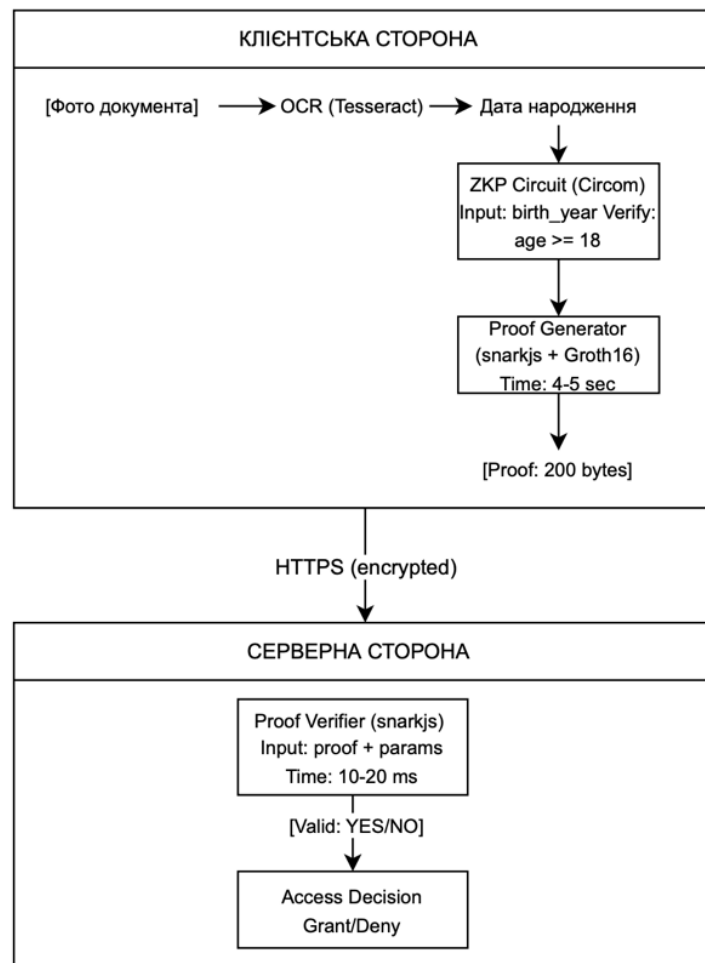 КЛІЄНТСЬКА СТОРОНА
[Фото документа] OCR (Tesseract) Дата народження
ZKP Circuit (Circom)
Input: birth_year Verify:
age >= 18
Proof Generator
(snarkjs + Groth16)
Time: 4-5 sec
[Proof: 200 bytes]
HTTPS (encrypted)
СЕРВЕРНА СТОРОНА
Proof Verifier (snarkjs)
Input: proof + params
Time: 10-20 ms
[Valid: YES/NO]
Access Decision
Grant/Deny